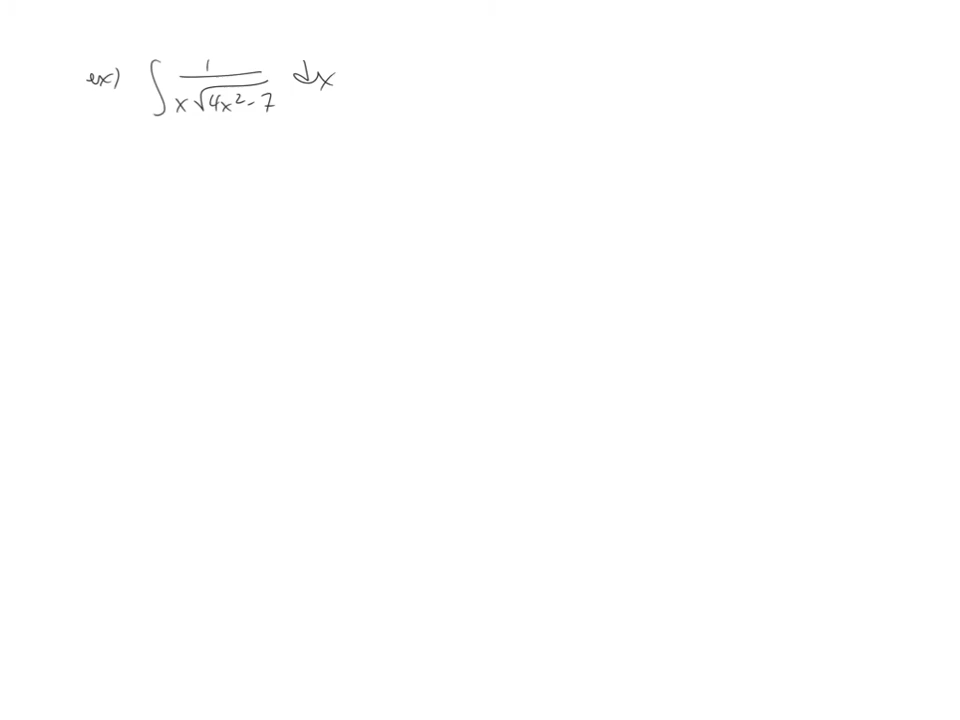 ex) ∫ 1/(x√(4x²-7)) dx